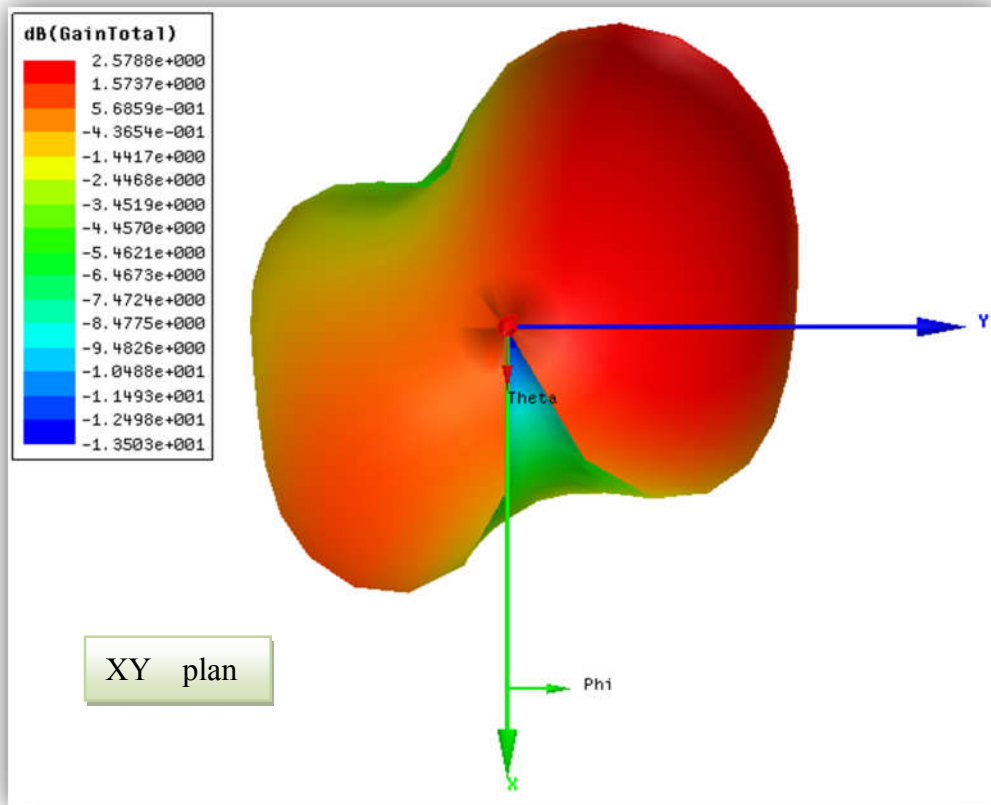 dB(GainTotal)
2.5788e+000
1.5737e+000
5.6859e-001
-4.3654e-001
-1.4417e+000
-2.4468e+000
-3.4519e+000
-4.4570e+000
-5.4621e+000
-6.4673e+000
-7.4724e+000
-8.4775e+000
-9.4826e+000
-1.0488e+001
-1.1493e+001
-1.2498e+001
-1.3503e+001
Y
Theta
XY plan
Phi
X